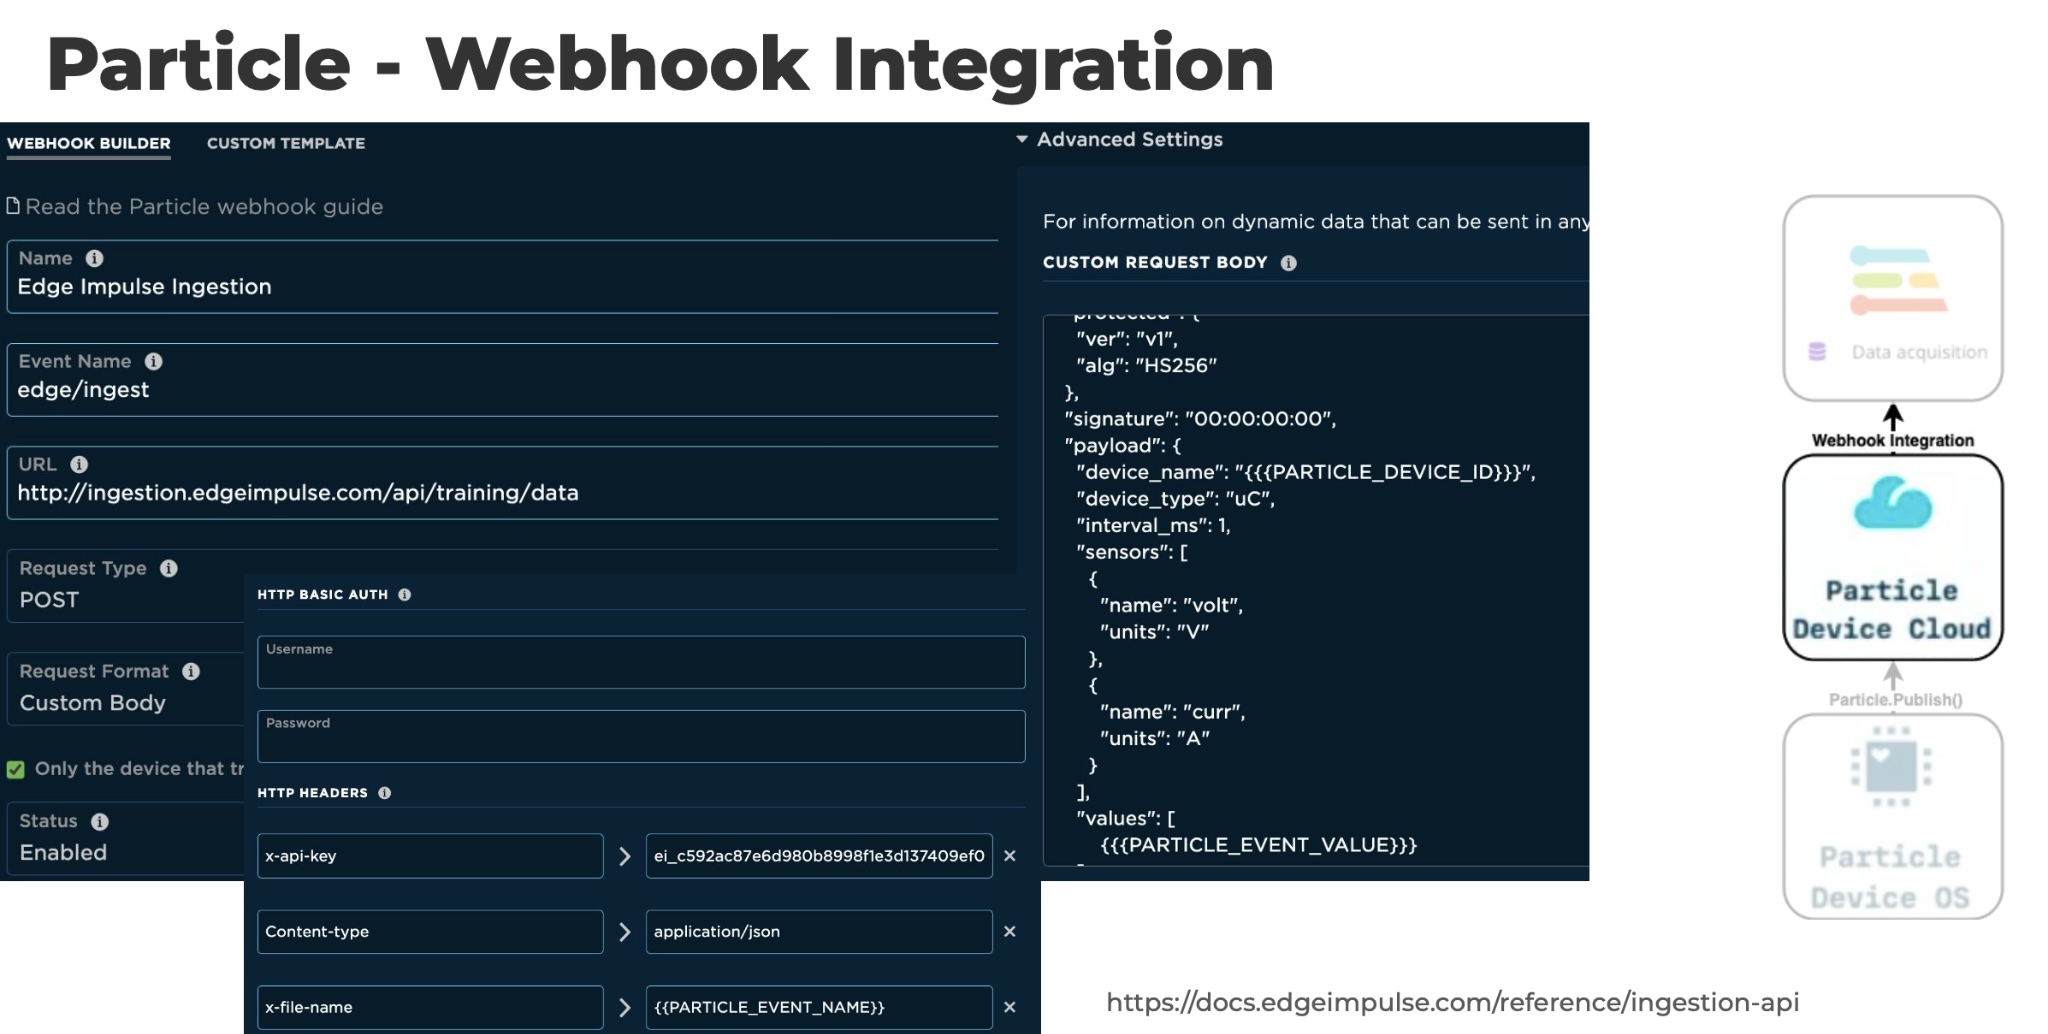 Particle - Webhook Integration
WEBHOOK BUILDER
CUSTOM TEMPLATE
Read the Particle webhook guide
Name
Edge Impulse Ingestion
Event Name
edge/ingest
URL
http://ingestion.edgeimpulse.com/api/training/data
Request Type
POST
Request Format
Custom Body
Only the device that tr
Status
Enabled
HTTP BASIC AUTH
Username
Password
HTTP HEADERS
x-api-key
ei_c592ac87e6d980b8998f1e3d137409ef0
Content-type
application/json
x-file-name
{{PARTICLE_EVENT_NAME}}
Advanced Settings
For information on dynamic data that can be sent in any
CUSTOM REQUEST BODY
"protected": {
"ver": "v1",
"alg": "HS256"
},
"signature": "00:00:00:00",
"payload": {
"device_name": "{{{PARTICLE_DEVICE_ID}}}",
"device_type": "uC",
"interval_ms": 1,
"sensors": [
{
"name": "volt",
"units": "V"
},
{
"name": "curr",
"units": "A"
}
],
"values": [
{{{PARTICLE_EVENT_VALUE}}}
Data acquisition
Webhook Integration
Particle
Device Cloud
Particle.Publish()
Particle
Device OS
https://docs.edgeimpulse.com/reference/ingestion-api